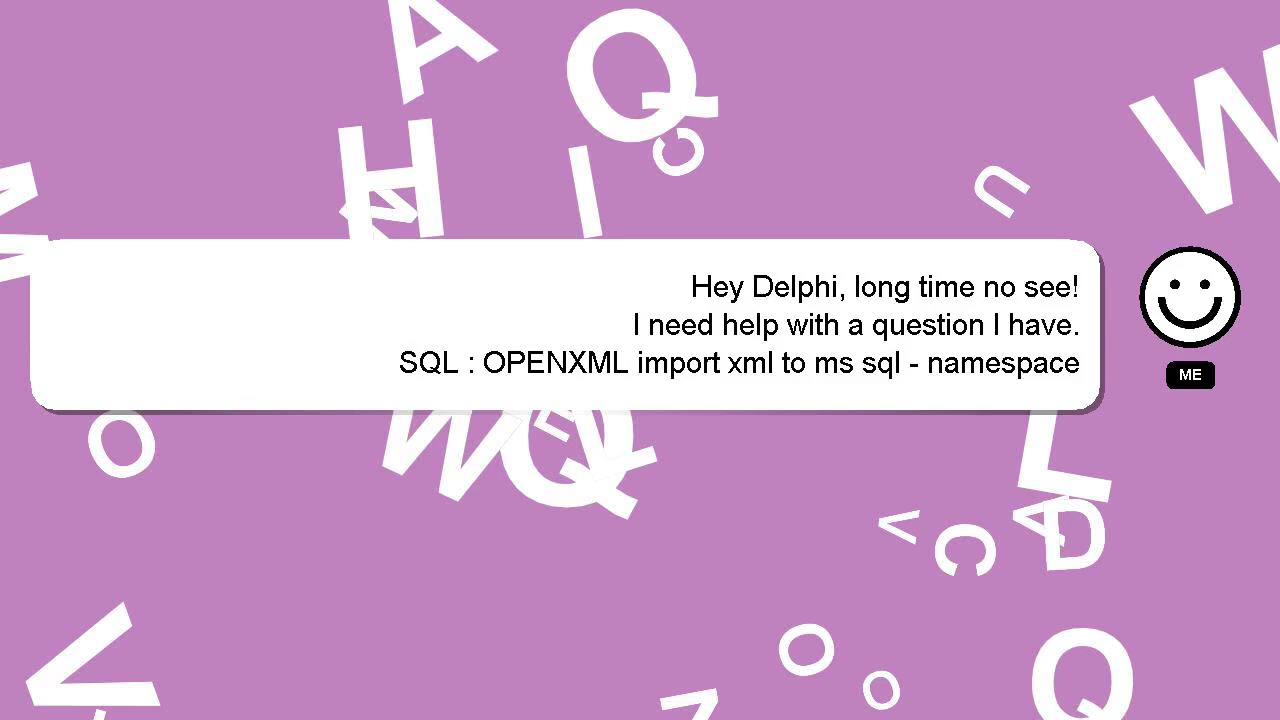 A
Q
C
H
I
M
W
U
M
Hey Delphi, long time no see!
I need help with a question I have.
SQL : OPENXML import xml to ms sql - namespace
ME
O
W
Q
E
L
L
V
C
A
D
V
O
O
Q